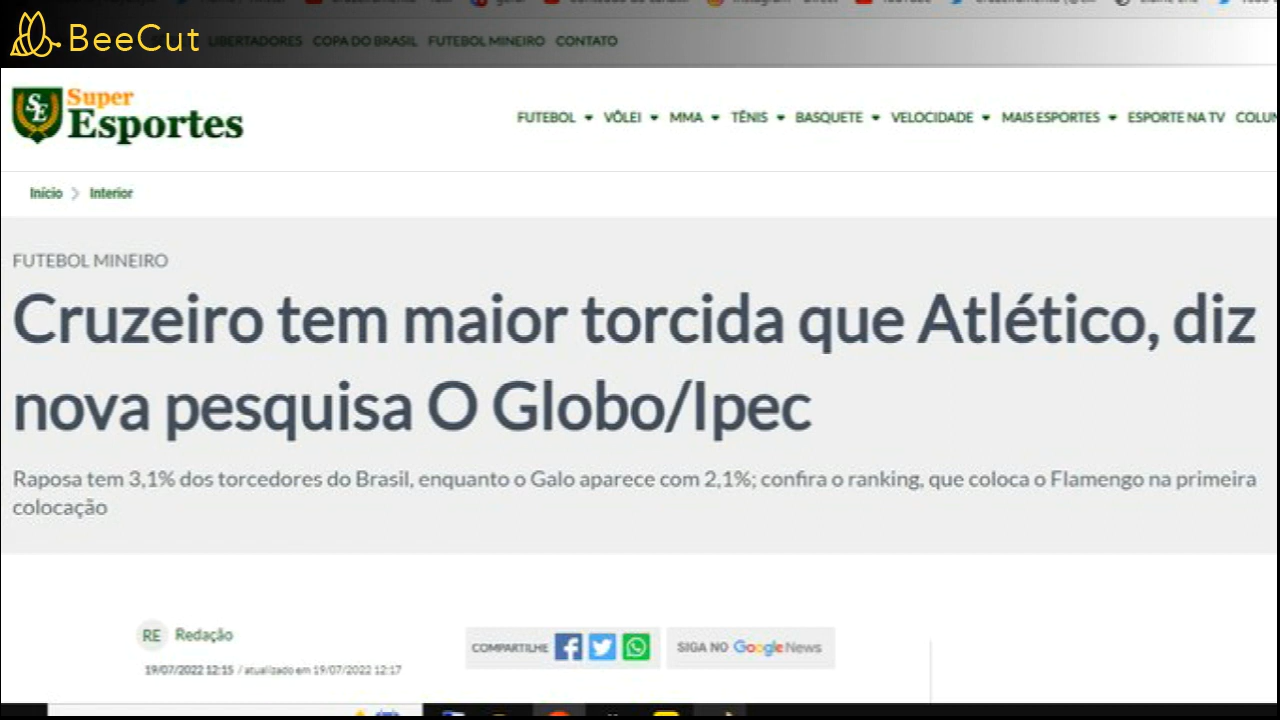 BeeCut
LIBERTADORES COPA DO BRASIL FUTEBOL MINEIRO CONTATO
SE Super Esportes
FUTEBOL VÔLEI MMA TÊNIS BASQUETE VELOCIDADE MAIS ESPORTES ESPORTE NA TV COLUN
Início Interior
FUTEBOL MINEIRO
Cruzeiro tem maior torcida que Atlético, diz
nova pesquisa O Globo/Ipec
Raposa tem 3,1% dos torcedores do Brasil, enquanto o Galo aparece com 2,1%; confira o ranking, que coloca o Flamengo na primeira
colocação
RE Redação
COMPARTILHE SIGA NO Google News
19/07/2022 12:15 / atualizado em 19/07/2022 12:17